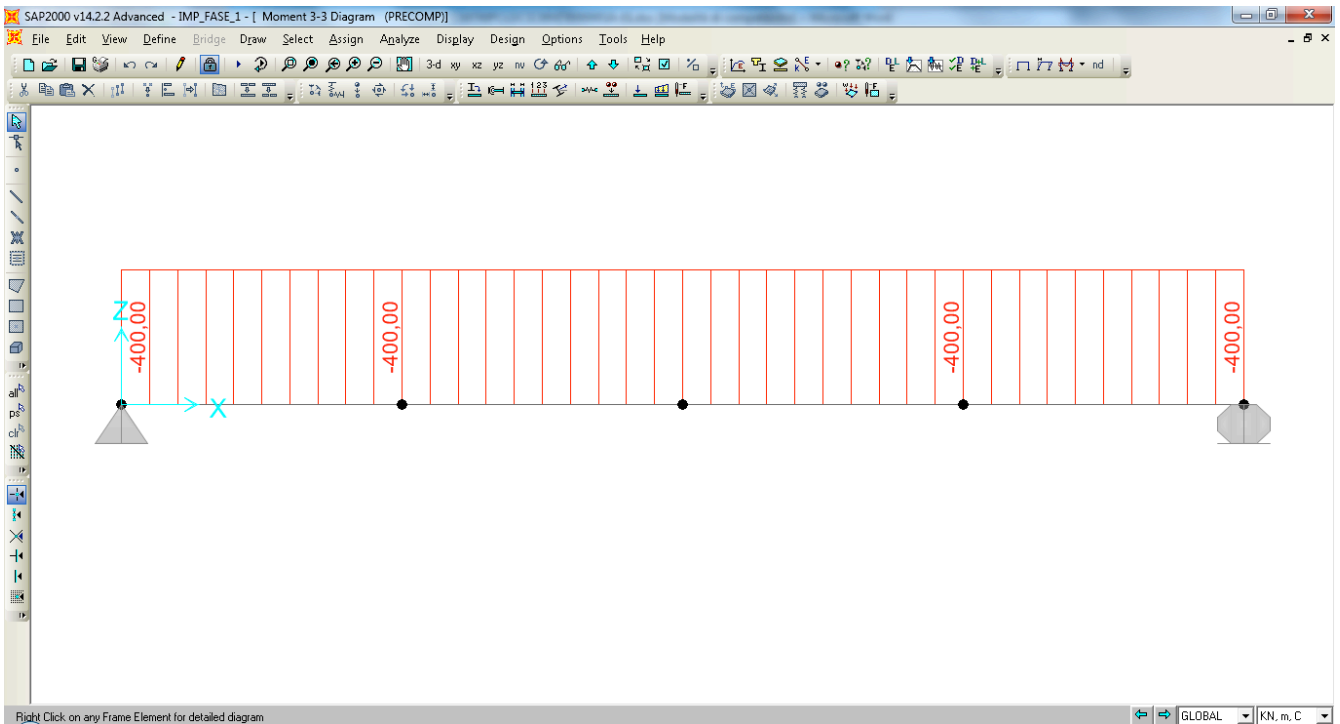 SAP2000 v14.2.2 Advanced - IMP_FASE_1 - [ Moment 3-3 Diagram (PRECOMP)]
File Edit View Define Bridge Draw Select Assign Analyze Display Design Options Tools Help
3-d xy xz yz nv
nd
all
ps
clr
Z
X
-400,00
-400,00
-400,00
-400,00
Right Click on any Frame Element for detailed diagram
GLOBAL
KN, m, C